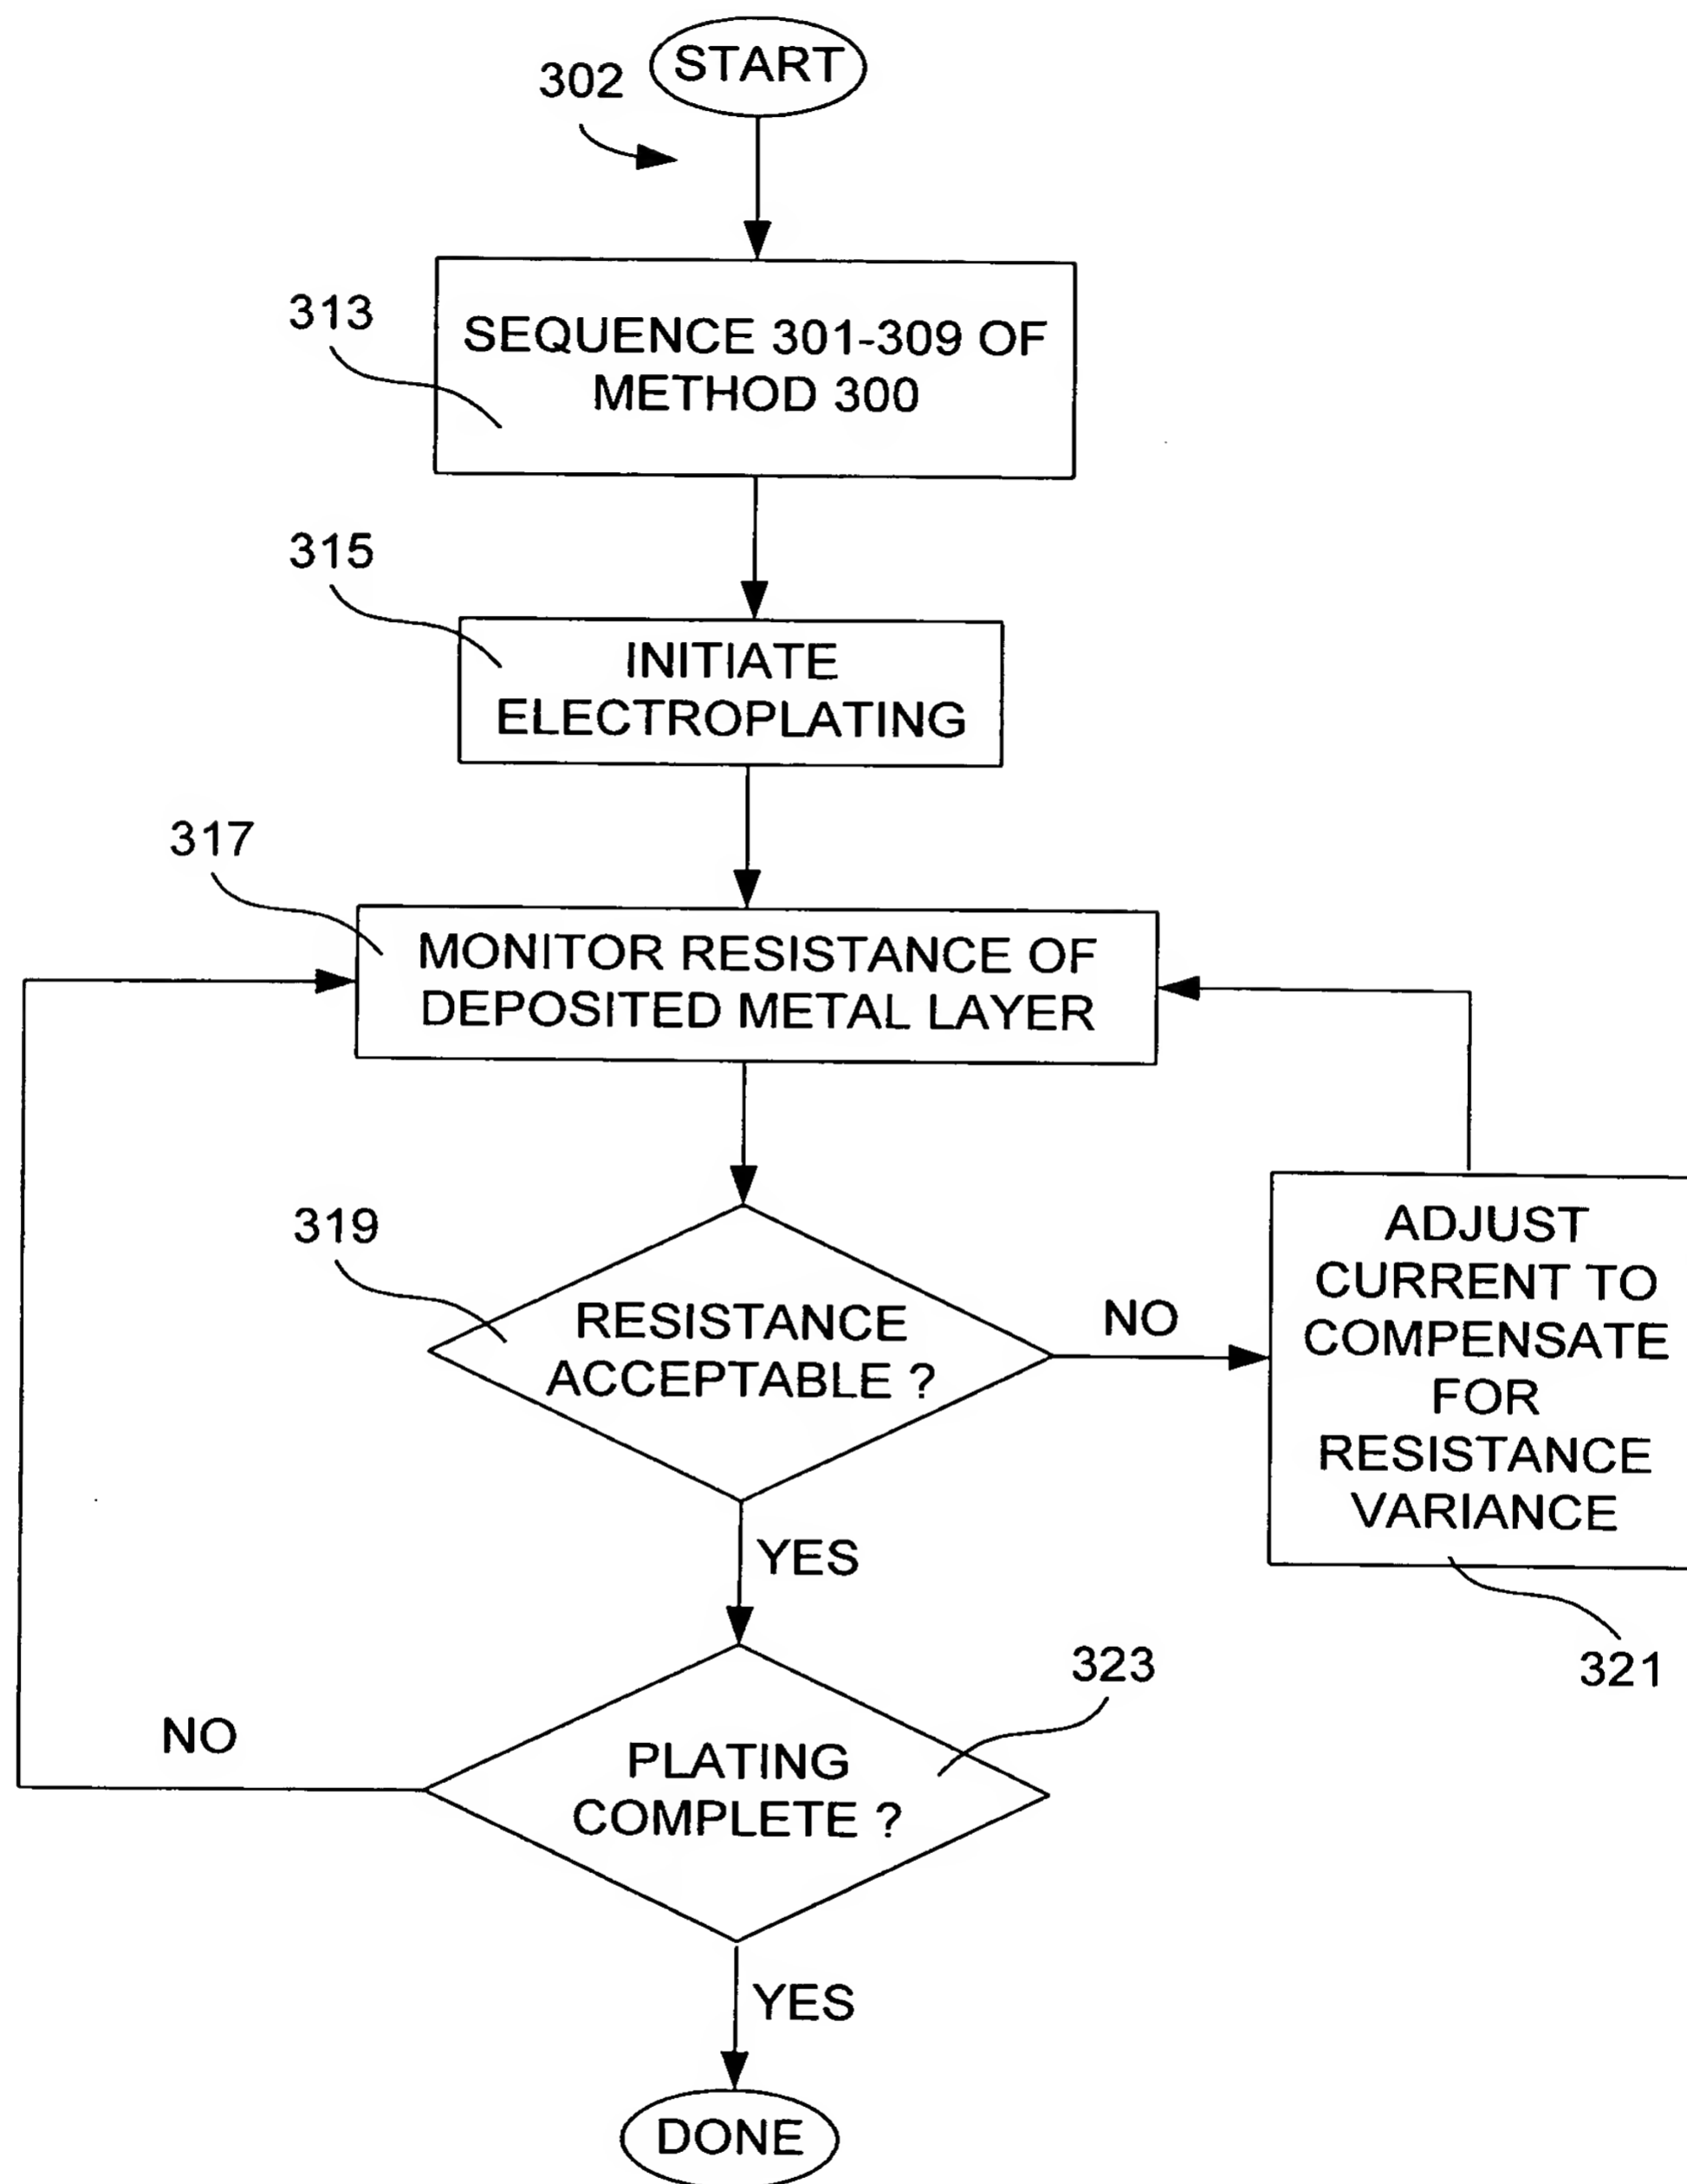 START
302
313
SEQUENCE 301-309 OF
METHOD 300
315
INITIATE
ELECTROPLATING
317
MONITOR RESISTANCE OF
DEPOSITED METAL LAYER
319
RESISTANCE
ACCEPTABLE ?
NO
ADJUST
CURRENT TO
COMPENSATE
FOR
RESISTANCE
VARIANCE
321
YES
323
NO
PLATING
COMPLETE ?
YES
DONE